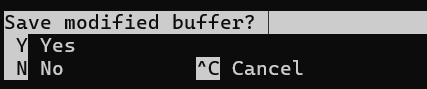 Save modified buffer?
Y Yes
N No ^C Cancel